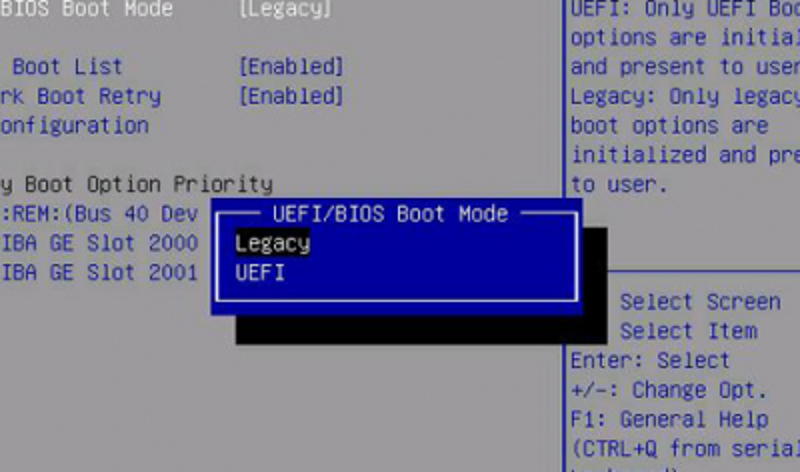 BIOS Boot Mode [Legacy]
Boot List [Enabled]
rk Boot Retry [Enabled]
onfiguration
y Boot Option Priority
:REM:(Bus 40 Dev
IBA GE Slot 2000
IBA GE Slot 2001
UEFI/BIOS Boot Mode
Legacy
UEFI
UEFI: Only UEFI Boo
options are initial
and present to user
Legacy: Only legacy
boot options are
initialized and pre
to user.
Select Screen
Select Item
Enter: Select
+/-: Change Opt.
F1: General Help
(CTRL+Q from serial